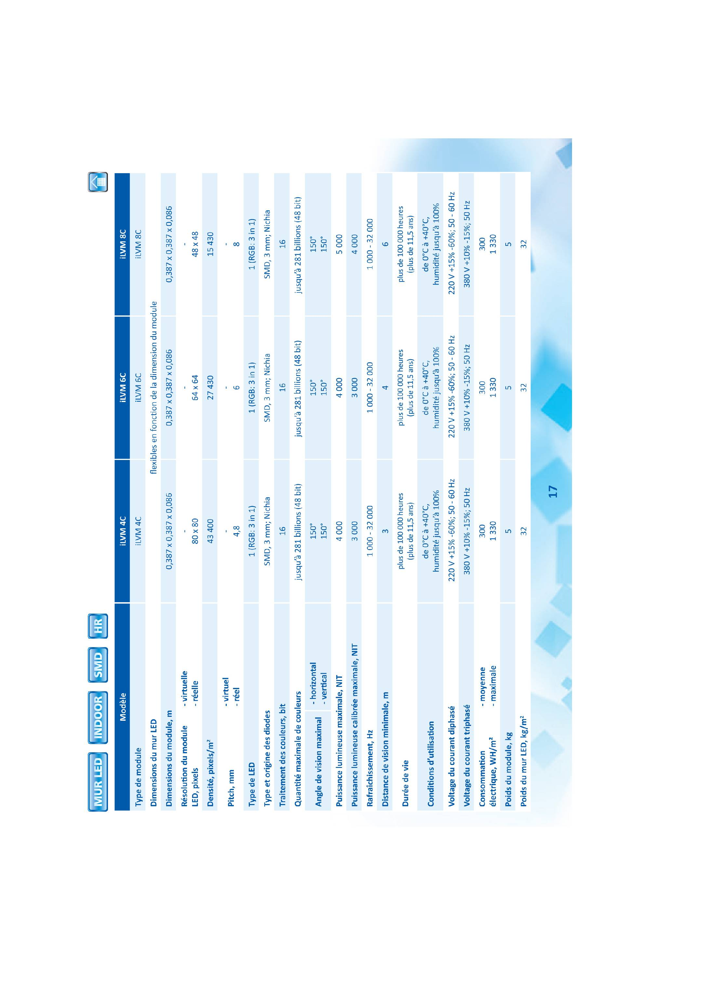 MUR LED INDOOR SMD HR
Modèle iLVM 4C iLVM 6C iLVM 8C
Type de module iLVM 4C iLVM 6C iLVM 8C
Dimensions du mur LED flexibles en fonction de la dimension du module
Dimensions du module, m 0,387 x 0,387 x 0,086 0,387 x 0,387 x 0,086 0,387 x 0,387 x 0,086
Résolution du module - virtuelle - - -
LED, pixels - réelle 80 x 80 64 x 64 48 x 48
Densité, pixels/m² 43 400 27 430 15 430
- virtuel - - -
Pitch, mm
- réel 4,8 6 8
Type de LED 1 (RGB: 3 in 1) 1 (RGB: 3 in 1) 1 (RGB: 3 in 1)
Type et origine des diodes SMD, 3 mm; Nichia SMD, 3 mm; Nichia SMD, 3 mm; Nichia
Traitement des couleurs, bit 16 16 16
Quantité maximale de couleurs jusqu'à 281 billions (48 bit) jusqu'à 281 billions (48 bit) jusqu'à 281 billions (48 bit)
- horizontal 150° 150° 150°
Angle de vision maximal
- vertical 150° 150° 150°
Puissance lumineuse maximale, NIT 4 000 4 000 5 000
Puissance lumineuse calibrée maximale, NIT 3 000 3 000 4 000
Rafraîchissement, Hz 1 000 - 32 000 1 000 - 32 000 1 000 - 32 000
Distance de vision minimale, m 3 4 6
plus de 100 000 heures plus de 100 000 heures plus de 100 000 heures
Durée de vie
(plus de 11,5 ans) (plus de 11,5 ans) (plus de 11,5 ans)
de 0°C à +40°C, de 0°C à +40°C, de 0°C à +40°C,
Conditions d'utilisation
humidité jusqu'à 100% humidité jusqu'à 100% humidité jusqu'à 100%
Voltage du courant diphasé 220 V +15% -60%; 50 - 60 Hz 220 V +15% -60%; 50 - 60 Hz 220 V +15% -60%; 50 - 60 Hz
Voltage du courant triphasé 380 V +10% -15%; 50 Hz 380 V +10% -15%; 50 Hz 380 V +10% -15%; 50 Hz
Consommation - moyenne 300 300 300
électrique, WH/m² - maximale 1 330 1 330 1 330
Poids du module, kg 5 5 5
Poids du mur LED, kg/m² 32 32 32
17